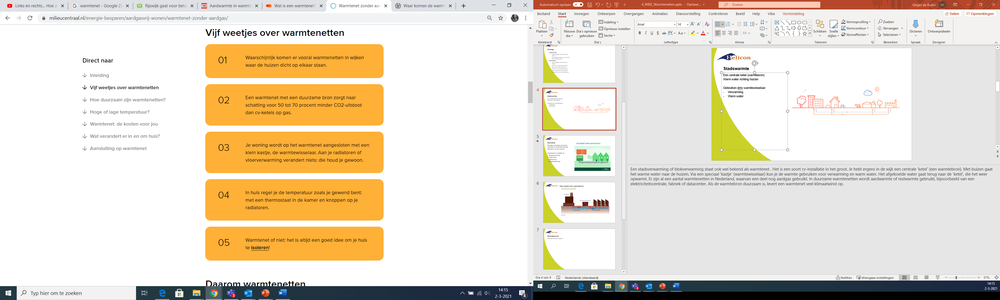 Links en rechts... Hoe zi
warmtenet - Google Zo
Rijswijk gaat voor beta
Aardwarmte in warmte
Wat is een warmtenet?
Warmtenet zonder aar
Waar komen de warmt
milieucentraal.nl/energie-besparen/aardgasvrij-wonen/warmtenet-zonder-aardgas/
Vijf weetjes over warmtenetten
Direct naar
Inleiding
Vijf weetjes over warmtenetten
Hoe duurzaam zijn warmtenetten?
Hoge of lage temperatuur?
Warmtenet: de kosten voor jou
Wat verandert er in en om huis?
Aansluiting op warmtenet
01
Waarschijnlijk komen er vooral warmtenetten in wijken
waar de huizen dicht op elkaar staan.
02
Een warmtenet met een duurzame bron zorgt naar
schatting voor 50 tot 70 procent minder CO2-uitstoot
dan cv-ketels op gas.
03
Je woning wordt op het warmtenet aangesloten met een
klein kastje, de warmtewisselaar. Aan je radiatoren of
vloerverwarming verandert niets: die houd je gewoon.
04
In huis regel je de temperatuur zoals je gewend bent:
met een thermostaat in de kamer en knoppen op je
radiatoren.
05
Warmtenet of niet: het is altijd een goed idee om je huis
te isoleren!
Daarom warmtenetten
Typ hier om te zoeken
14:15
2-3-2021
4
Automatisch opslaan
4_W&E_Warmtenetten.pptx - Opslaan...
Zoeken
Gerjan de Ruiter GD
Bestand Start Invoegen Ontwerpen Overgangen Animaties Diavoorstelling Controleren Beeld Help Vibe Vormindeling
Delen
Opmerkingen
Plakken
Klembord
Nieuwe dia
Dia's opnieuw gebruiken
Indeling
Opnieuw instellen
Sectie
Dia's
Arial 14
Lettertype
Alinea
Schikken
Snelle stijlen
Vormopvulling
Vormcontour
Vormeffecten
Tekenen
Zoeken
Vervangen
Selecteren
Bewerken
Dicteren
Spraak
Ontwerpideeën
Designer
4
5
Warmtenet
ZO WERKT EEN WARMTENET
6
Hoe werkt een warmtenet
7
Warmtebronnen
Helicon
Stadswarmte
Een centrale ketel (warmtebron).
Warm water richting huizen
Gebruiken dmv warmtewisselaar
- Verwarming
- Warm water
Een stadsverwarming of blokverwarming staat ook wel bekend als warmtenet . Het is een soort cv-installatie in het groot. Je hebt ergens in de wijk een centrale ‘ketel’ (een warmtebron). Met buizen gaat
het warme water naar de huizen. Via een speciaal ‘kastje’ (warmtewisselaar) kun je de warmte gebruiken voor verwarming en warm water. Het afgekoelde water gaat terug naar de ‘ketel’, die het weer
opwarmt. Er zijn al een aantal warmtenetten in Nederland, waarvan een deel nog aardgas gebruikt. In duurzame warmtenetten wordt aardwarmte of restwarmte gebruikt, bijvoorbeeld van een
elektriciteitscentrale, fabriek of datacenter. Als de warmtebron duurzaam is, levert een warmtenet veel klimaatwinst op.
Dia 4 van 9
Nederlands (standaard)
Notities
Weergave-instellingen
57%
14:15
2-3-2021